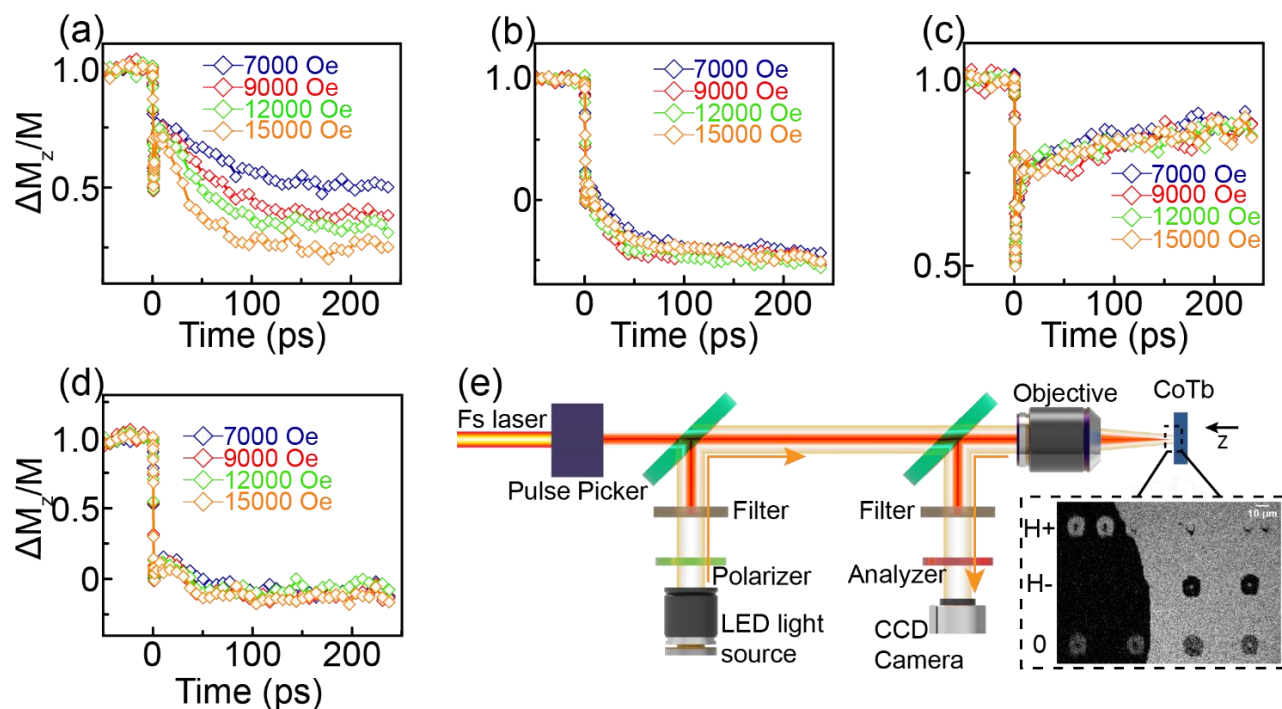 (a)
1.0
0.5
ΔMz/M
7000 Oe
9000 Oe
12000 Oe
15000 Oe
0 100 200
Time (ps)
(b)
1.0
0
7000 Oe
9000 Oe
12000 Oe
15000 Oe
0 100 200
Time (ps)
(c)
1.0
0.5
7000 Oe
9000 Oe
12000 Oe
15000 Oe
0 100 200
Time (ps)
(d)
1.0
0.5
0
ΔMz/M
7000 Oe
9000 Oe
12000 Oe
15000 Oe
0 100 200
Time (ps)
(e)
Fs laser
Pulse Picker
Filter
Polarizer
LED light
source
Filter
Analyzer
CCD
Camera
Objective
CoTb
z
10 μm
H+
H-
0